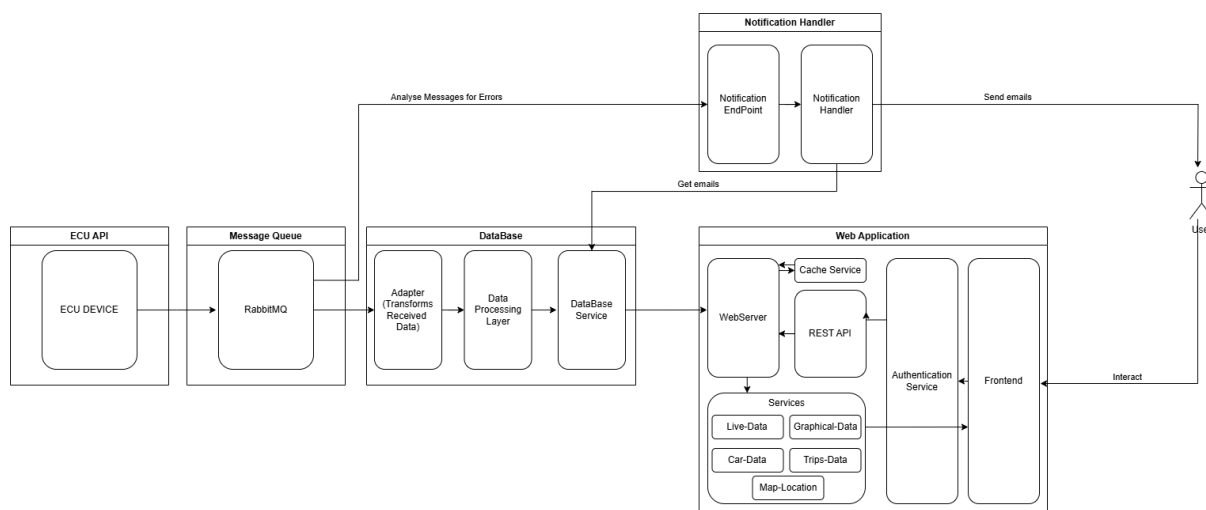 Notification Handler
Notification
EndPoint
Notification
Handler
Analyse Messages for Errors
Send emails
Get emails
ECU API
ECU DEVICE
Message Queue
RabbitMQ
DataBase
Adapter
(Transforms
Received
Data)
Data
Processing
Layer
DataBase
Service
Web Application
WebServer
Cache Service
REST API
Authentication
Service
Frontend
Services
Live-Data
Graphical-Data
Car-Data
Trips-Data
Map-Location
Use
Interact